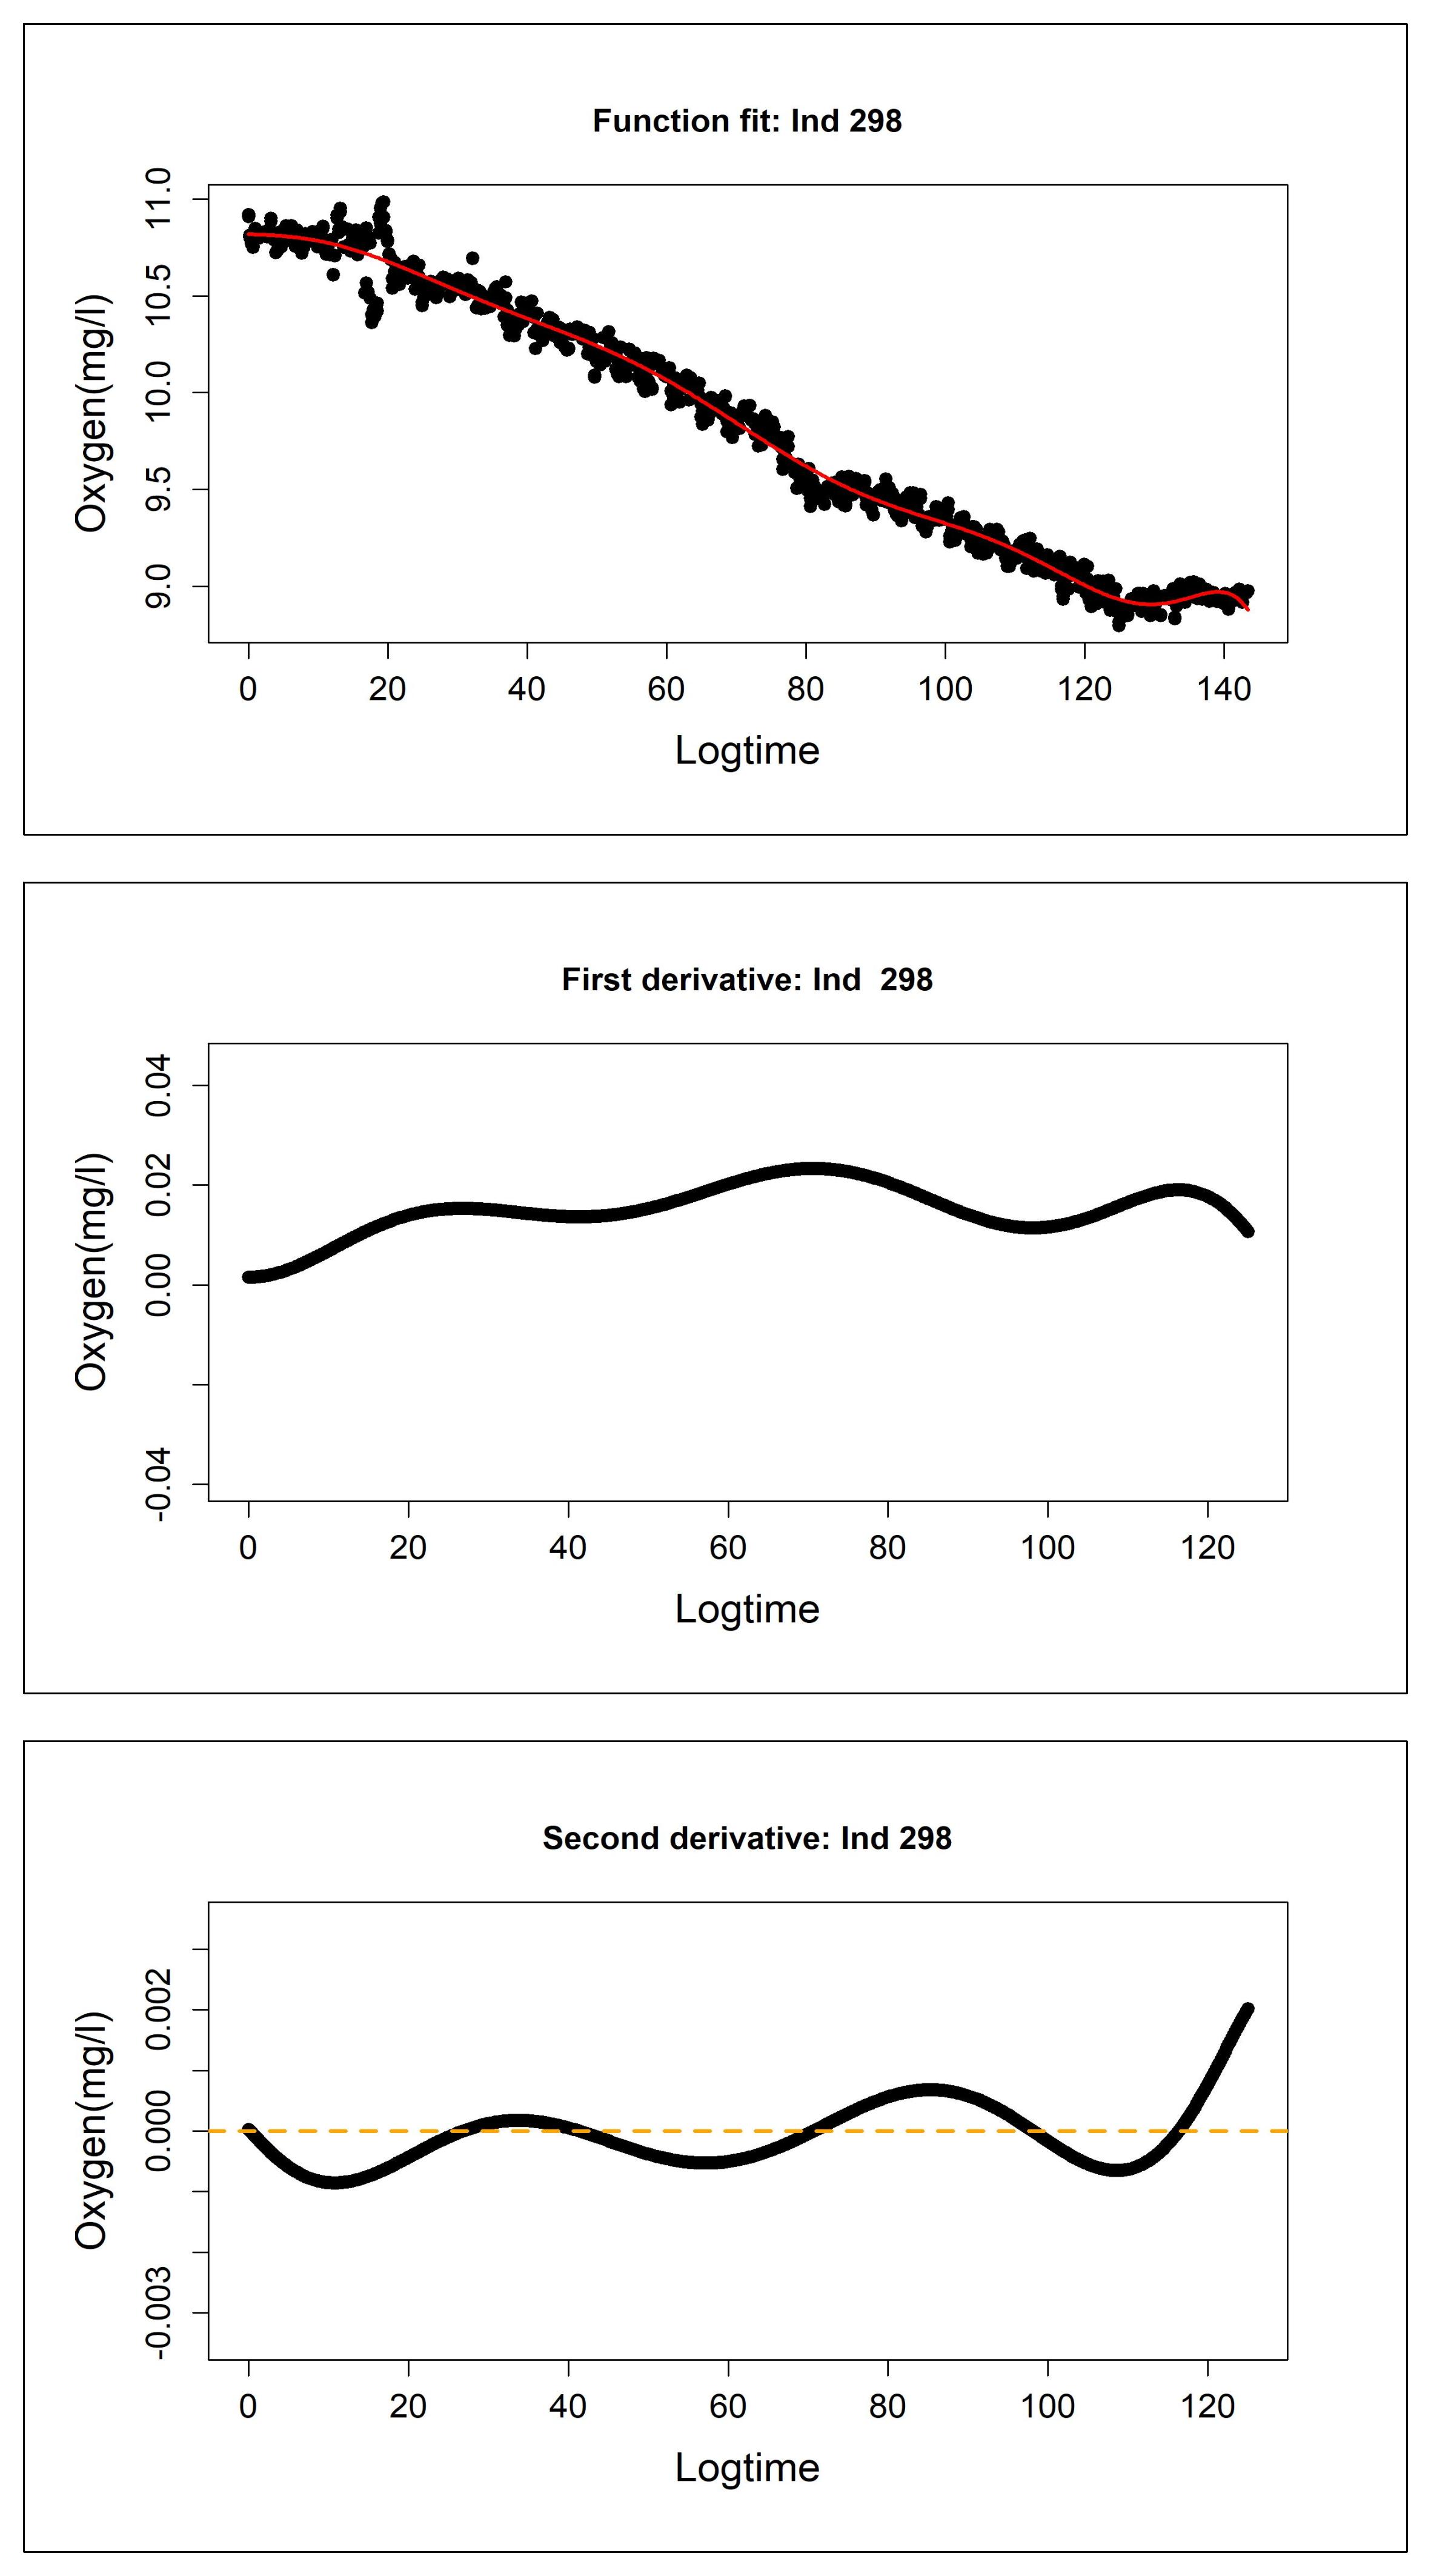 Function fit: Ind 298
Oxygen(mg/l)
11.0
10.5
10.0
9.5
9.0
0 20 40 60 80 100 120 140
Logtime
First derivative: Ind  298
Oxygen(mg/l)
0.04
0.02
0.00
-0.04
0 20 40 60 80 100 120
Logtime
Second derivative: Ind 298
Oxygen(mg/l)
0.002
0.000
-0.003
0 20 40 60 80 100 120
Logtime